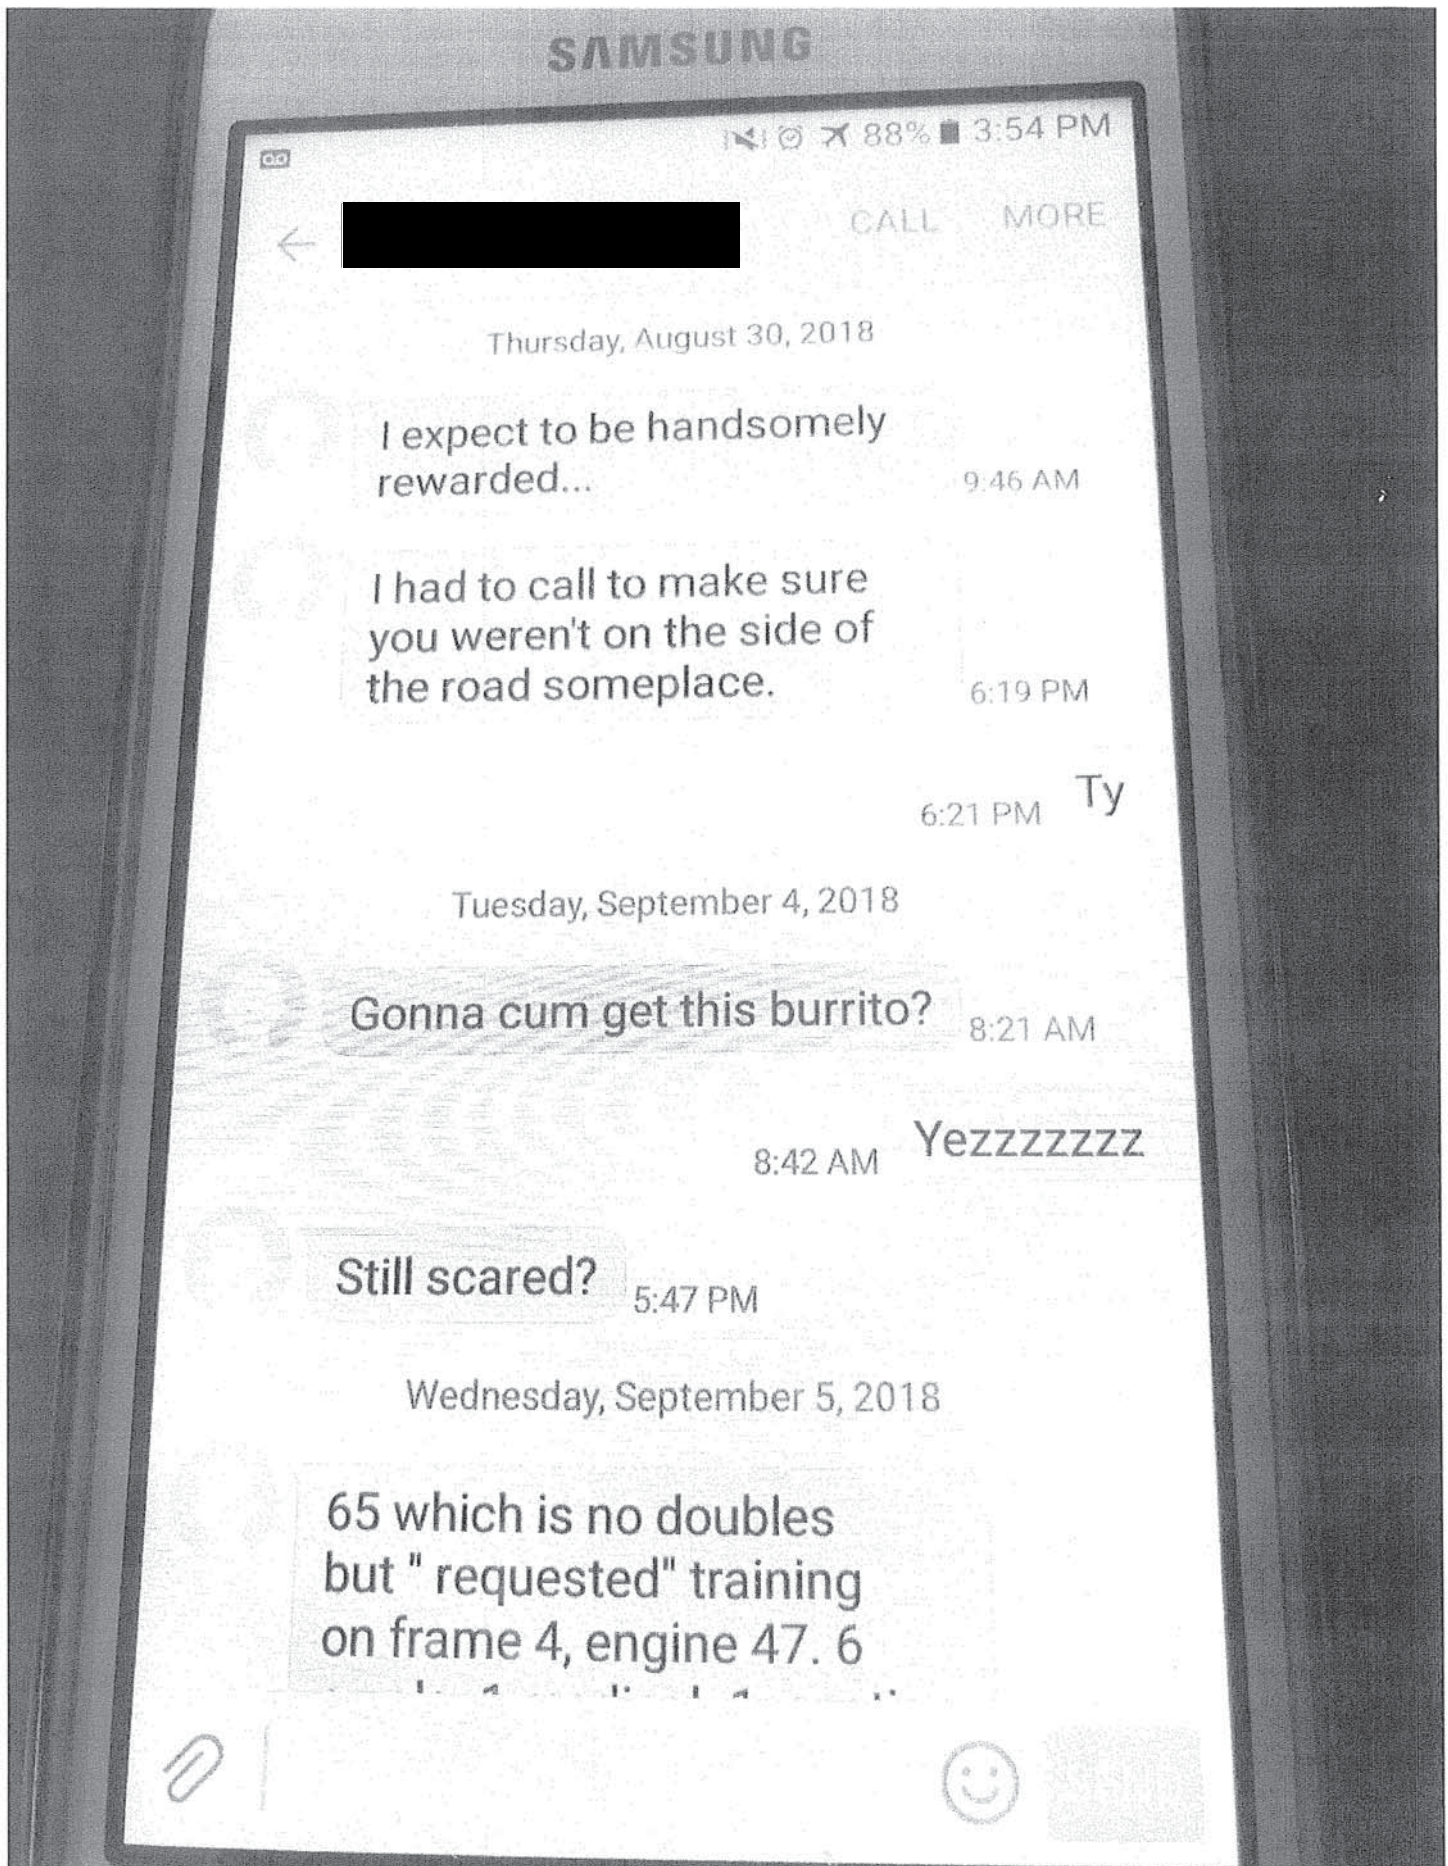 SAMSUNG
88% 3:54 PM
CALL MORE
Thursday, August 30, 2018
I expect to be handsomely
rewarded...
9:46 AM
I had to call to make sure
you weren't on the side of
the road someplace.
6:19 PM
Ty
6:21 PM
Tuesday, September 4, 2018
Gonna cum get this burrito?
8:21 AM
Yezzzzzzz
8:42 AM
Still scared?
5:47 PM
Wednesday, September 5, 2018
65 which is no doubles
but " requested" training
on frame 4, engine 47. 6